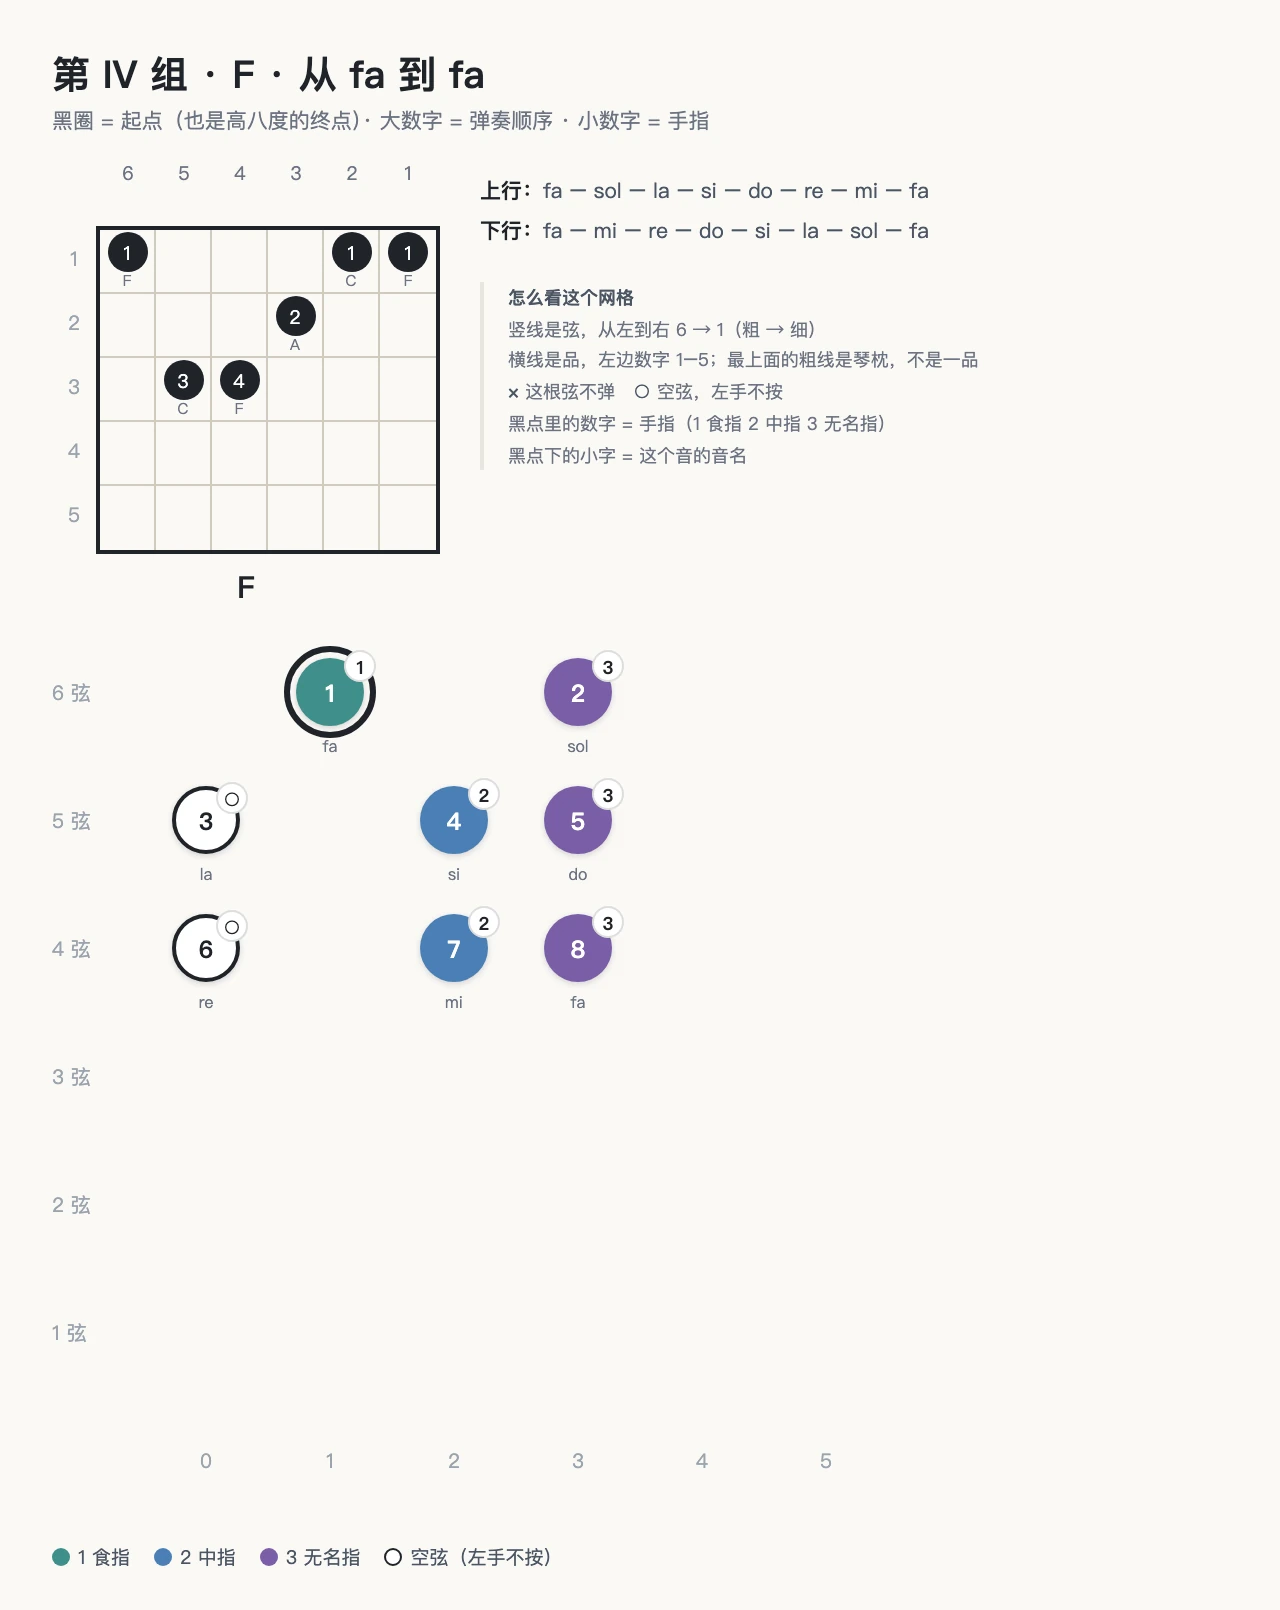 第 IV 组 · F · 从 fa 到 fa
黑圈 = 起点（也是高八度的终点）· 大数字 = 弹奏顺序 · 小数字 = 手指
6 5 4 3 2 1
上行：fa — sol — la — si — do — re — mi — fa
下行：fa — mi — re — do — si — la — sol — fa
1 1 1 1
F C F
2 2
A
3 3 4
C F
4
5
F
怎么看这个网格
竖线是弦，从左到右 6 → 1（粗 → 细）
横线是品，左边数字 1–5；最上面的粗线是琴枕，不是一品
× 这根弦不弹 ○ 空弦，左手不按
黑点里的数字 = 手指（1 食指 2 中指 3 无名指）
黑点下的小字 = 这个音的音名
6 弦 1 1 2 3
fa sol
5 弦 3 ○ 4 2 5 3
la si do
4 弦 6 ○ 7 2 8 3
re mi fa
3 弦
2 弦
1 弦
0 1 2 3 4 5
1 食指 2 中指 3 无名指 空弦（左手不按）